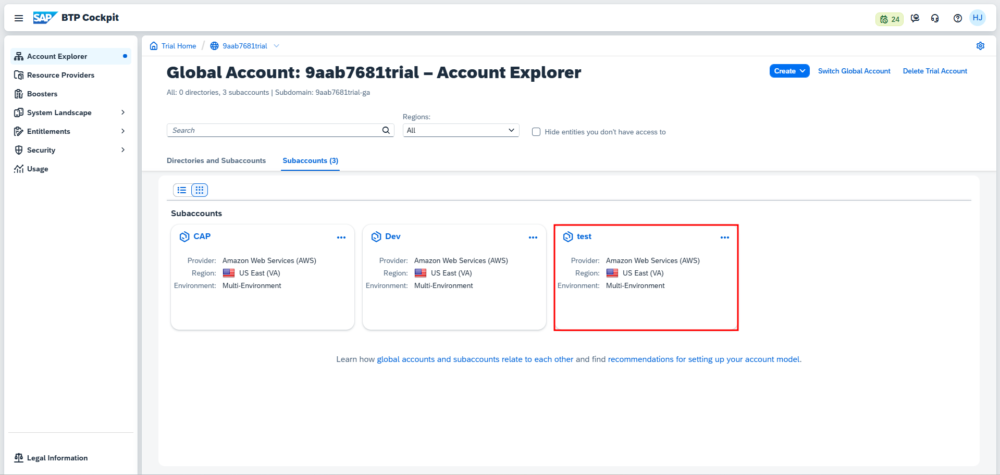 SAP BTP Cockpit
24
HJ
Account Explorer
Resource Providers
Boosters
System Landscape
Entitlements
Security
Usage
Legal Information
Trial Home / 9aab7681trial
Global Account: 9aab7681trial – Account Explorer
Create
Switch Global Account
Delete Trial Account
All: 0 directories, 3 subaccounts | Subdomain: 9aab7681trial-ga
Search
Regions:
All
Hide entities you don't have access to
Directories and Subaccounts
Subaccounts (3)
Subaccounts
CAP
Provider: Amazon Web Services (AWS)
Region: US East (VA)
Environment: Multi-Environment
Dev
Provider: Amazon Web Services (AWS)
Region: US East (VA)
Environment: Multi-Environment
test
Provider: Amazon Web Services (AWS)
Region: US East (VA)
Environment: Multi-Environment
Learn how global accounts and subaccounts relate to each other and find recommendations for setting up your account model.